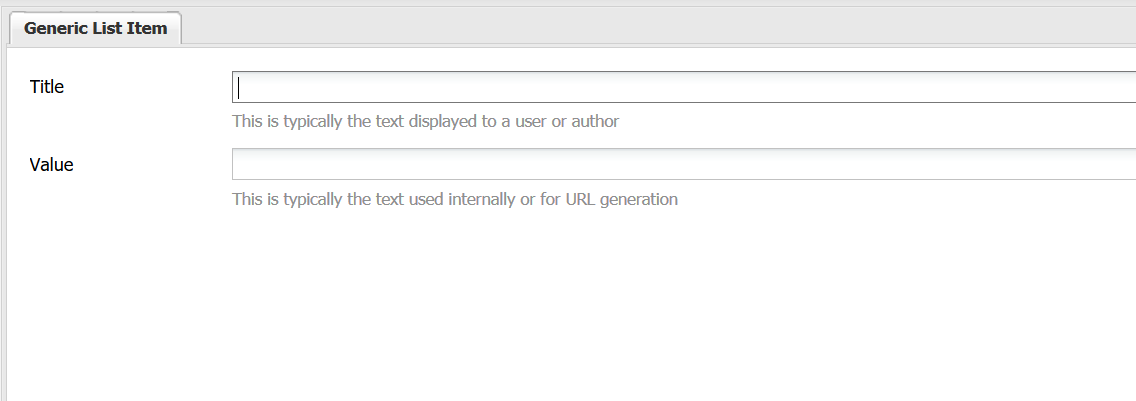 Generic List Item
Title
This is typically the text displayed to a user or author
Value
This is typically the text used internally or for URL generation